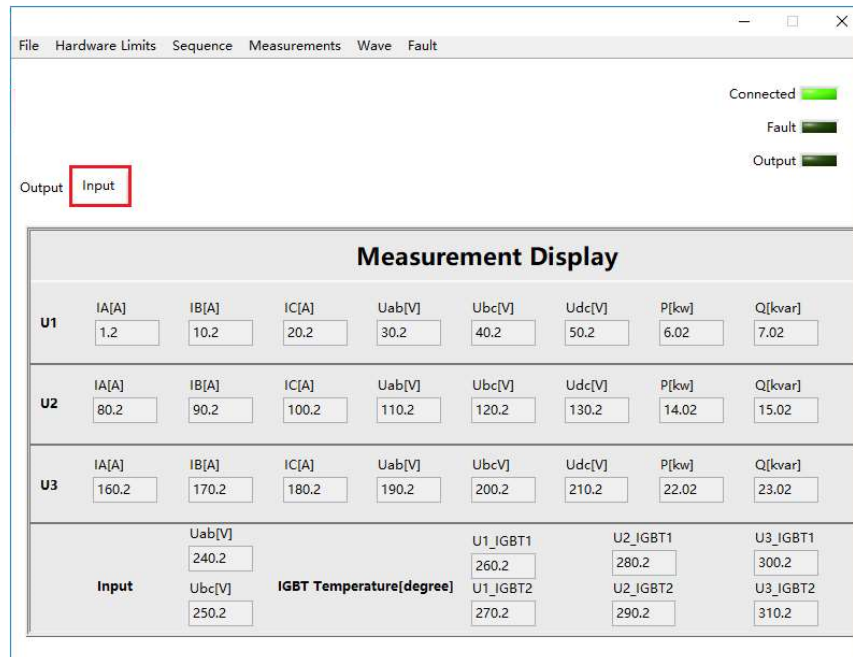 File Hardware Limits Sequence Measurements Wave Fault
Connected
Fault
Output
Output Input
Measurement Display
IA[A] IB[A] IC[A] Uab[V] Ubc[V] Udc[V] P[kw] Q[kvar]
U1 1.2 10.2 20.2 30.2 40.2 50.2 6.02 7.02
IA[A] IB[A] IC[A] Uab[V] Ubc[V] Udc[V] P[kw] Q[kvar]
U2 80.2 90.2 100.2 110.2 120.2 130.2 14.02 15.02
IA[A] IB[A] IC[A] Uab[V] UbcV] Udc[V] P[kw] Q[kvar]
U3 160.2 170.2 180.2 190.2 200.2 210.2 22.02 23.02
Uab[V] U1_IGBT1 U2_IGBT1 U3_IGBT1
240.2 260.2 280.2 300.2
Input Ubc[V] IGBT Temperature[degree] U1_IGBT2 U2_IGBT2 U3_IGBT2
250.2 270.2 290.2 310.2